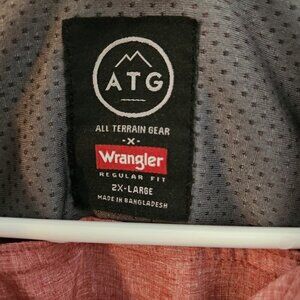 ATG
ALL TERRAIN GEAR
-X-
Wrangler
REGULAR FIT
2X-LARGE
MADE IN BANGLADESH